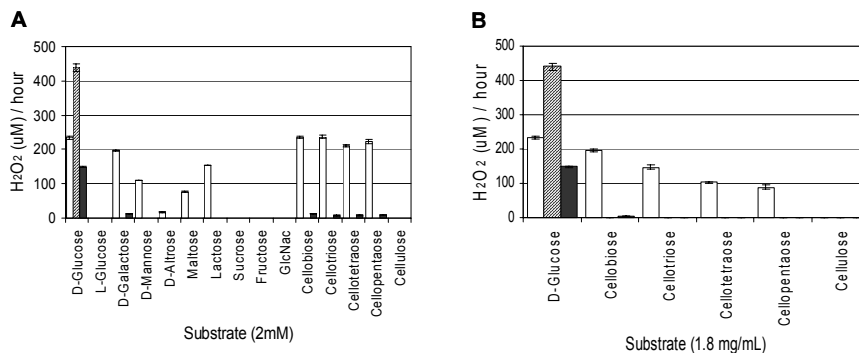 A
H2O2 (uM) / hour
500
400
300
200
100
0
D-Glucose
L-Glucose
D-Galactose
D-Mannose
D-Altrose
Maltose
Lactose
Sucrose
Fructose
GlcNac
Cellobiose
Cellotriose
Cellotetraose
Cellopentaose
Cellulose
Substrate (2mM)
B
H2O2 (uM) / hour
500
400
300
200
100
0
D-Glucose
Cellobiose
Cellotriose
Cellotetraose
Cellopentaose
Cellulose
Substrate (1.8 mg/mL)